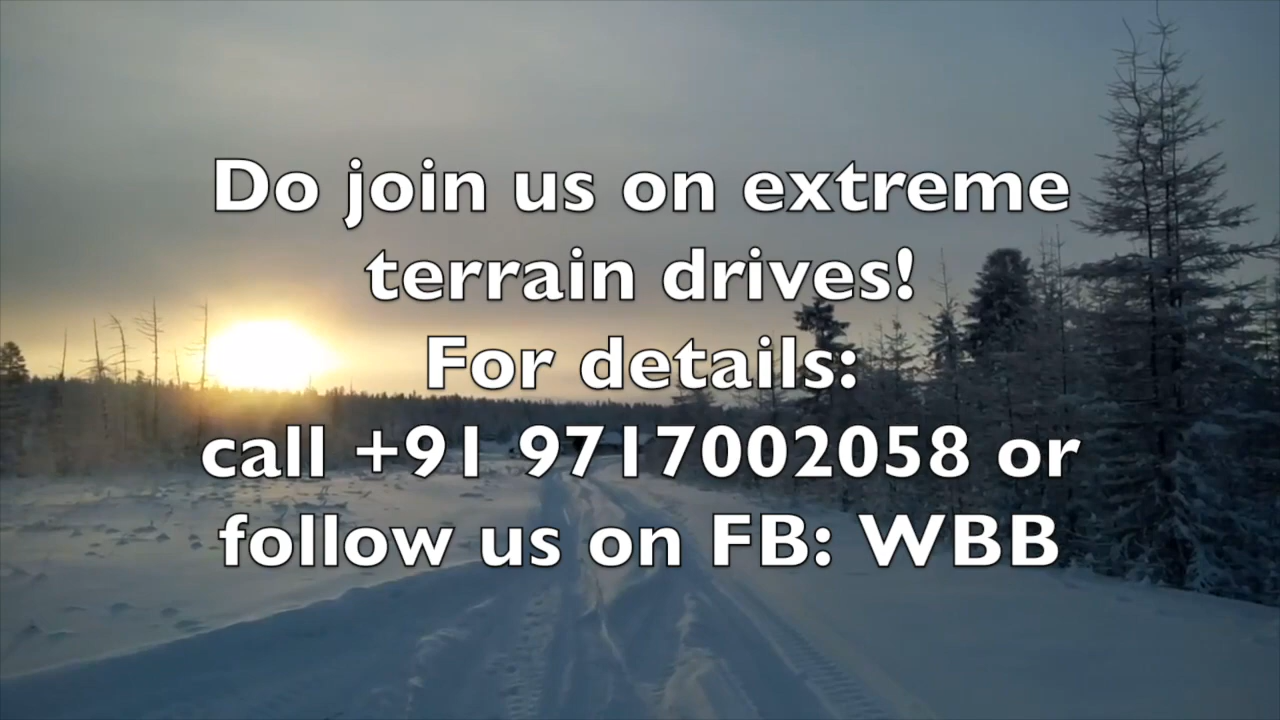 Do join us on extreme
terrain drives!
For details:
call +91 9717002058 or
follow us on FB: WBB